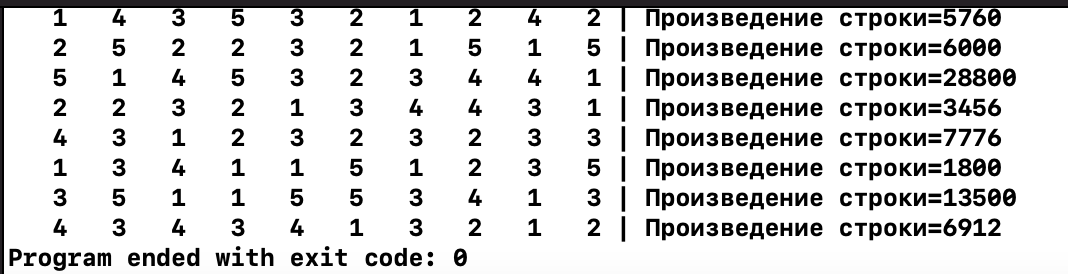 1 4 3 5 3 2 1 2 4 2 | Произведение строки=5760
2 5 2 2 3 2 1 5 1 5 | Произведение строки=6000
5 1 4 5 3 2 3 4 4 1 | Произведение строки=28800
2 2 3 2 1 3 4 4 3 1 | Произведение строки=3456
4 3 1 2 3 2 3 2 3 3 | Произведение строки=7776
1 3 4 1 1 5 1 2 3 5 | Произведение строки=1800
3 5 1 1 5 5 3 4 1 3 | Произведение строки=13500
4 3 4 3 4 1 3 2 1 2 | Произведение строки=6912
Program ended with exit code: 0